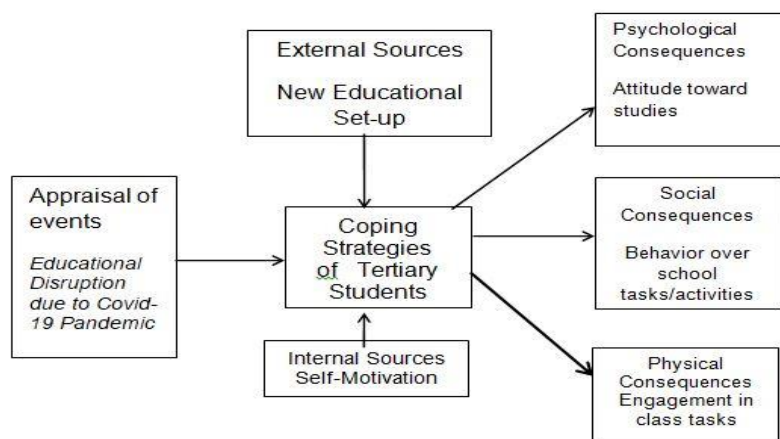 External Sources
New Educational
Set-up
Psychological
Consequences
Attitude toward
studies
Appraisal of
events
Educational
Disruption
due to Covid-
19 Pandemic
Coping
Strategies
of Tertiary
Students
Social
Consequences
Behavior over
school
tasks/activities
Internal Sources
Self-Motivation
Physical
Consequences
Engagement in
class tasks